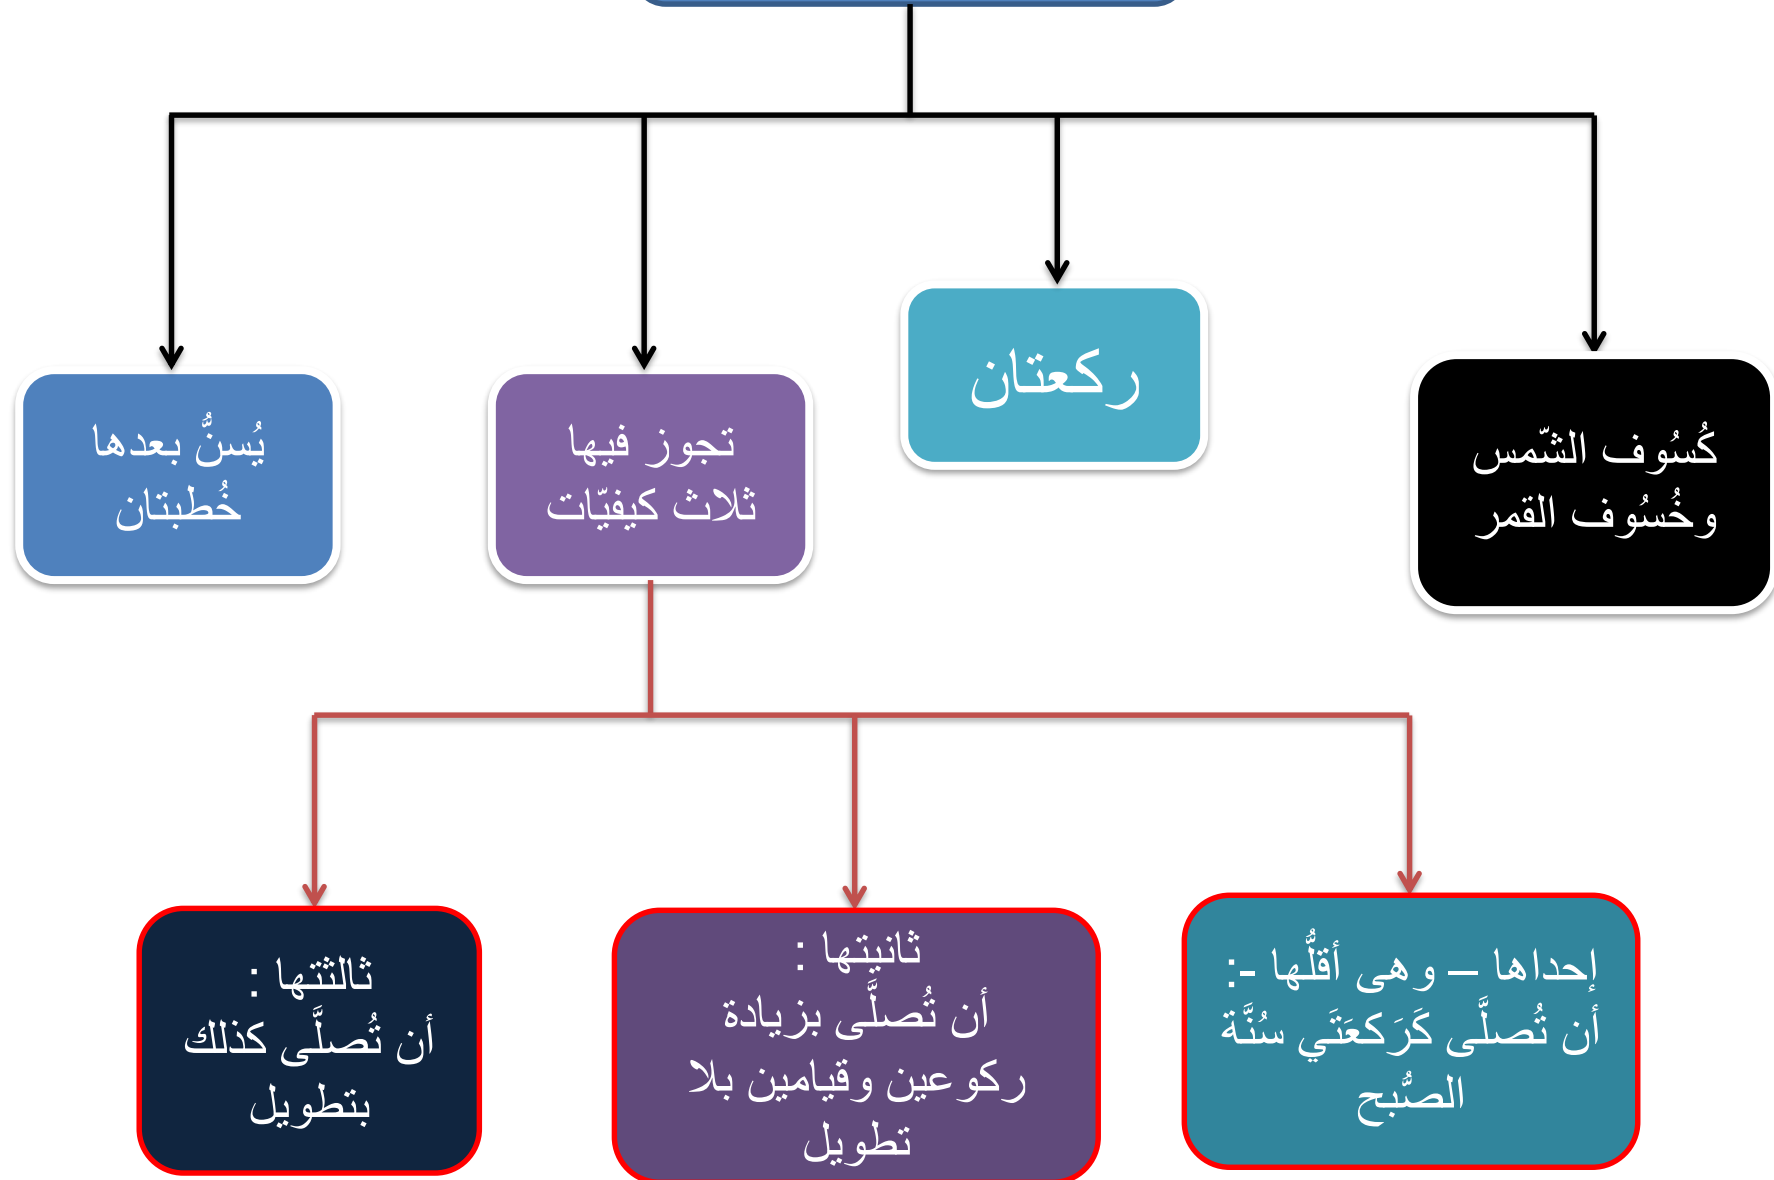 كُسُوف الشّمس
وخُسُوف القمر
ركعتان
تجوز فيها
ثلاث كيفيّات
يُسنُّ بعدها
خُطبتان
إحداها – وهى أقلُّها -:
أن تُصلَّى كَرَكعَتَي سُنَّة
الصُّبح
ثانيتها :
أن تُصلَّى بزيادة
ركوعين وقيامين بلا
تطويل
ثالثتها :
أن تُصلَّى كذلك
بتطويل